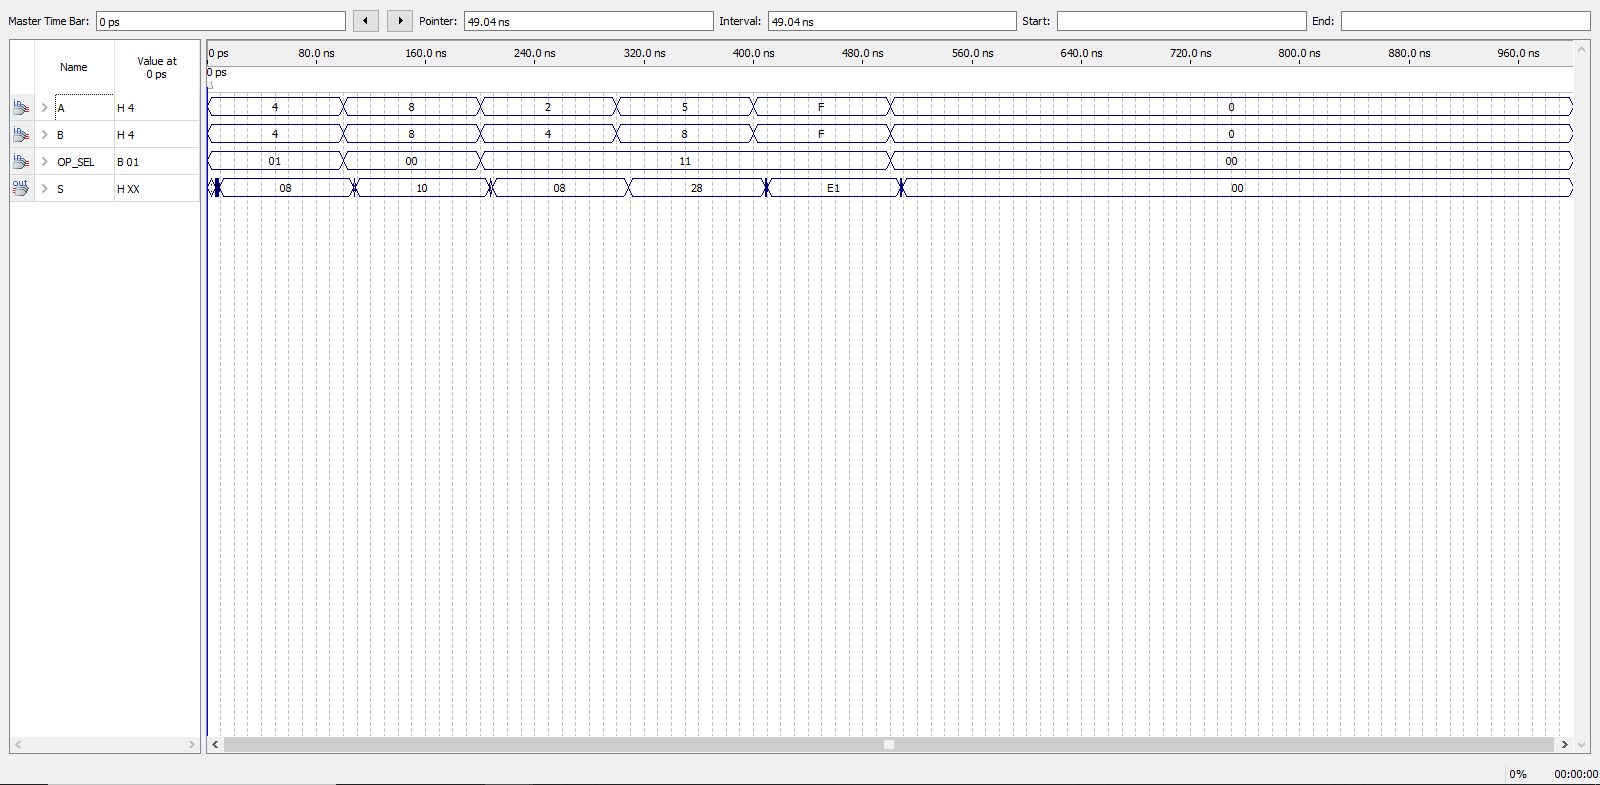 Master Time Bar: 0 ps Pointer: 49.04 ns Interval: 49.04 ns Start: End:
Name Value at 0 ps
0 ps 80.0 ns 160.0 ns 240.0 ns 320.0 ns 400.0 ns 480.0 ns 560.0 ns 640.0 ns 720.0 ns 800.0 ns 880.0 ns 960.0 ns
0 ps
in A H 4 4 8 2 5 F 0
in B H 4 4 8 4 8 F 0
in OP_SEL B 01 01 00 11 00
out S H XX 08 10 08 28 E1 00
0% 00:00:00